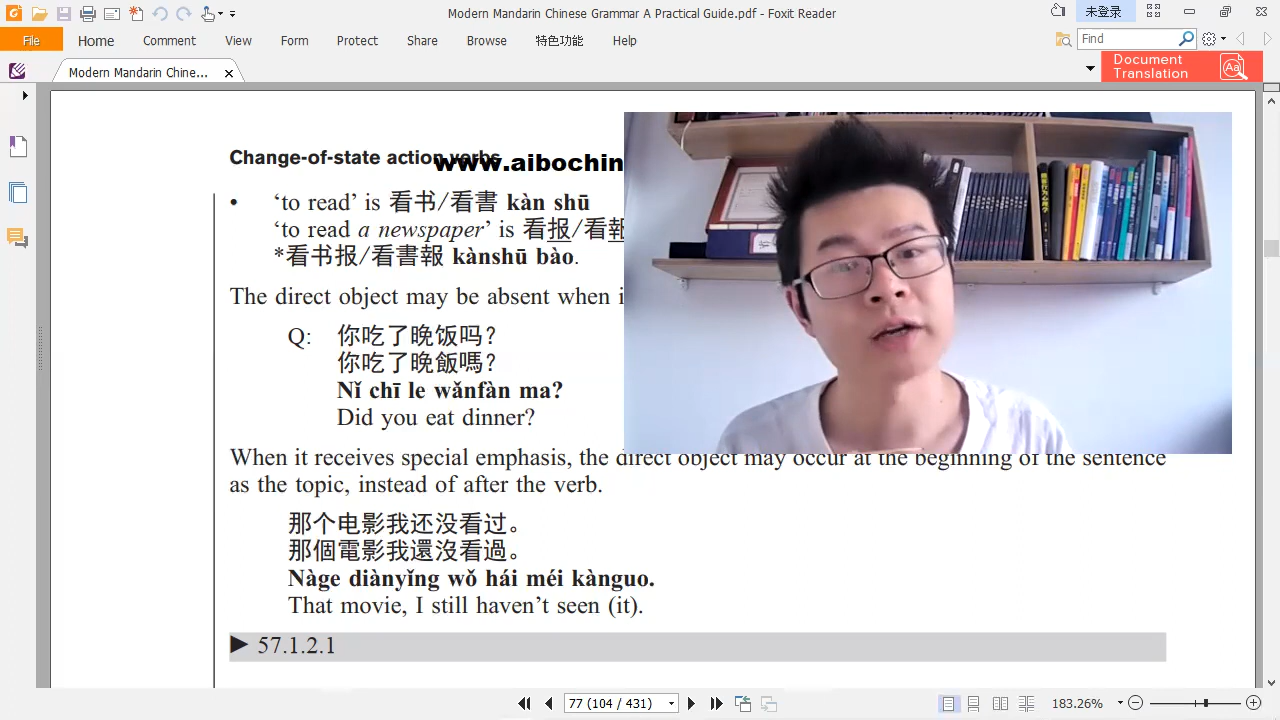 Modern Mandarin Chinese Grammar A Practical Guide.pdf - Foxit Reader
未登录
File Home Comment View Form Protect Share Browse 特色功能 Help
Find
Modern Mandarin Chine...
Document
Translation
Change-of-state action verbs
www.aibochin
• ‘to read’ is 看书/看書 kàn shū
‘to read a newspaper’ is 看报/看報
*看书报/看書報 kànshū bào.
The direct object may be absent when i
Q: 你吃了晚饭吗?
你吃了晚飯嗎?
Nǐ chī le wǎnfàn ma?
Did you eat dinner?
When it receives special emphasis, the direct object may occur at the beginning of the sentence
as the topic, instead of after the verb.
那个电影我还没看过。
那個電影我還沒看過。
Nàge diànyǐng wǒ hái méi kànguo.
That movie, I still haven’t seen (it).
▶ 57.1.2.1
77 (104 / 431)
183.26%